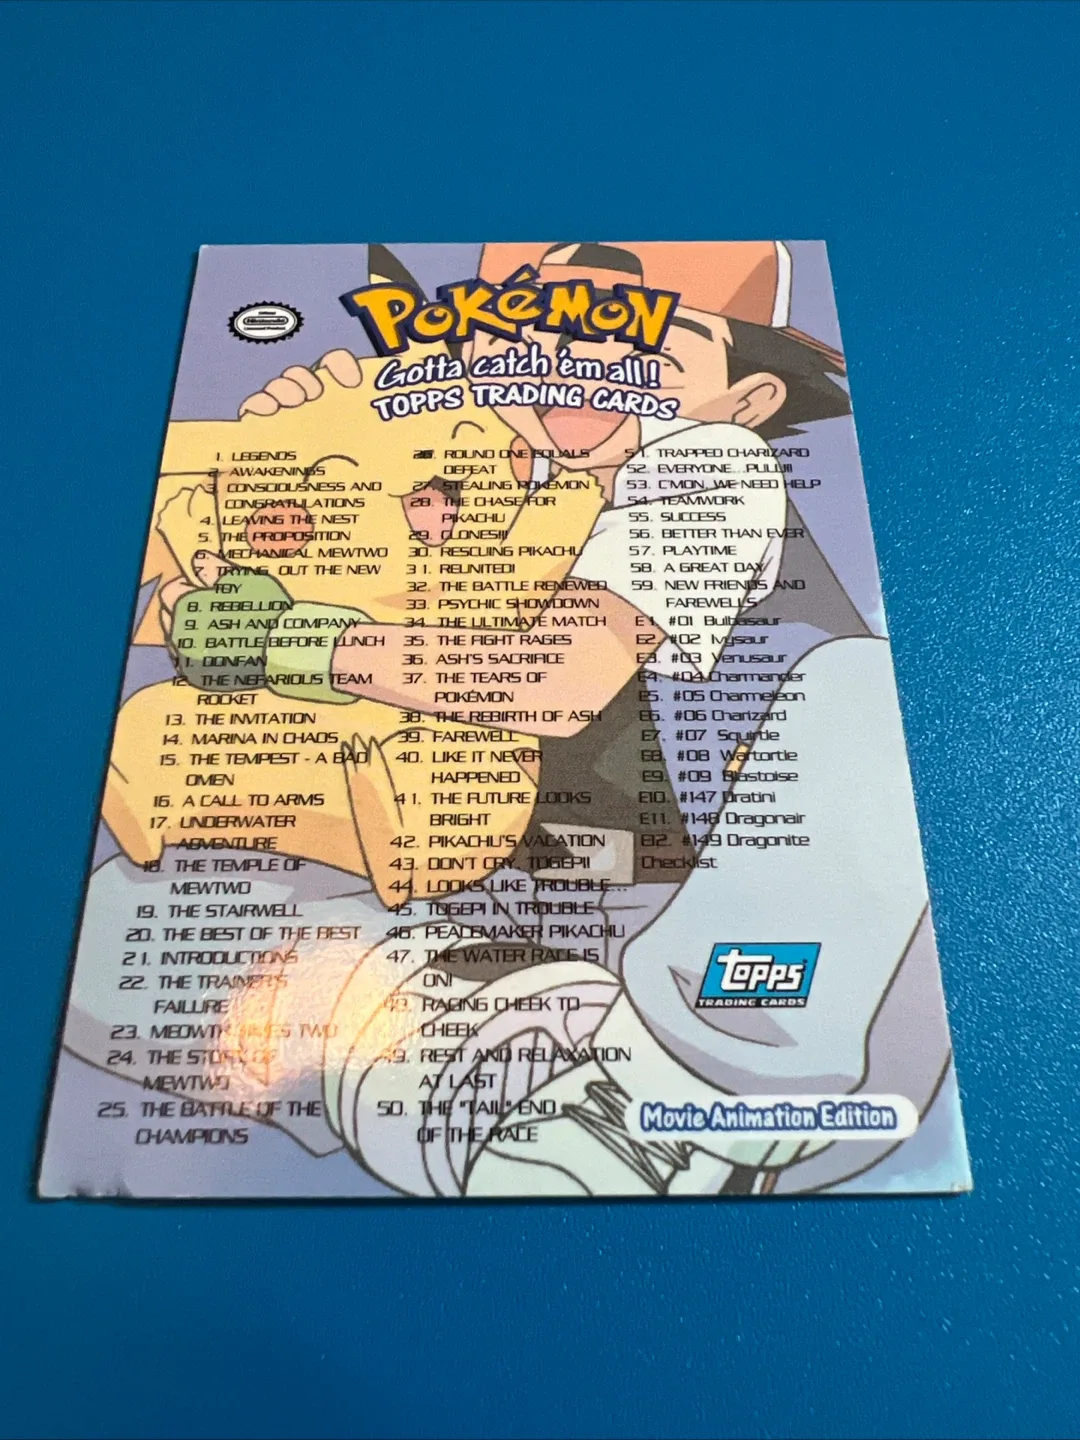 Official
Nintendo
Licensed Product
POKéMON
Gotta catch 'em all!
TOPPS TRADING CARDS
1. LEGENDS
2. AWAKENINGS
3. CONSCIOUSNESS AND
CONGRATULATIONS
4. LEAVING THE NEST
5. THE PROPOSITION
6. MECHANICAL MEWTWO
7. TRYING OUT THE NEW
TOY
8. REBELLION
9. ASH AND COMPANY
10. BATTLE BEFORE LUNCH
11. DONFAN
12. THE NEFARIOUS TEAM
ROCKET
13. THE INVITATION
14. MARINA IN CHAOS
15. THE TEMPEST - A BAD
OMEN
16. A CALL TO ARMS
17. UNDERWATER
ADVENTURE
18. THE TEMPLE OF
MEWTWO
19. THE STAIRWELL
20. THE BEST OF THE BEST
21. INTRODUCTIONS
22. THE TRAINER'S
FAILURE
23. MEOWTH TIMES TWO
24. THE STORY OF
MEWTWO
25. THE BATTLE OF THE
CHAMPIONS
26. ROUND ONE EQUALS
DEFEAT
27. STEALING POKÉMON
28. THE CHASE FOR
PIKACHU
29. CLONES!!!
30. RESCUING PIKACHU
31. REUNITED!
32. THE BATTLE RENEWED
33. PSYCHIC SHOWDOWN
34. THE ULTIMATE MATCH
35. THE FIGHT RAGES
36. ASH'S SACRIFICE
37. THE TEARS OF
POKÉMON
38. THE REBIRTH OF ASH
39. FAREWELL
40. LIKE IT NEVER
HAPPENED
41. THE FUTURE LOOKS
BRIGHT
42. PIKACHU'S VACATION
43. DON'T CRY, TOGEPI!
44. LOOKS LIKE TROUBLE...
45. TOGEPI IN TROUBLE
46. PEACEMAKER PIKACHU
47. THE WATER RACE IS
ON!
48. RACING CHEEK TO
CHEEK
49. REST AND RELAXATION
AT LAST
50. THE "TAIL" END
OF THE RACE
51. TRAPPED CHARIZARD
52. EVERYONE...PULL!!!
53. C'MON, WE NEED HELP
54. TEAMWORK
55. SUCCESS
56. BETTER THAN EVER
57. PLAYTIME
58. A GREAT DAY
59. NEW FRIENDS AND
FAREWELLS
E1. #01 Bulbasaur
E2. #02 Ivysaur
E3. #03 Venusaur
E4. #04 Charmander
E5. #05 Charmeleon
E6. #06 Charizard
E7. #07 Squirtle
E8. #08 Wartortle
E9. #09 Blastoise
E10. #147 Dratini
E11. #148 Dragonair
E12. #149 Dragonite
Checklist
topps
TRADING CARDS
Movie Animation Edition